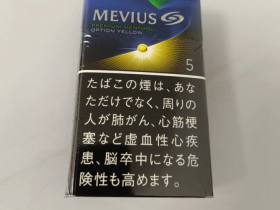 MEVIUS
PREMIUM MENTHOL
OPTION YELLOW
5
たばこの煙は、あな
ただけでなく、周りの
人が肺がん、心筋梗
塞など虚血性心疾
患、脳卒中になる危
険性も高めます。